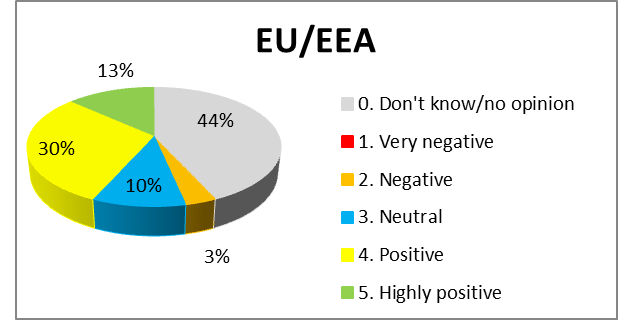 EU/EEA
13%
44%
30%
10%
3%
0. Don't know/no opinion
1. Very negative
2. Negative
3. Neutral
4. Positive
5. Highly positive